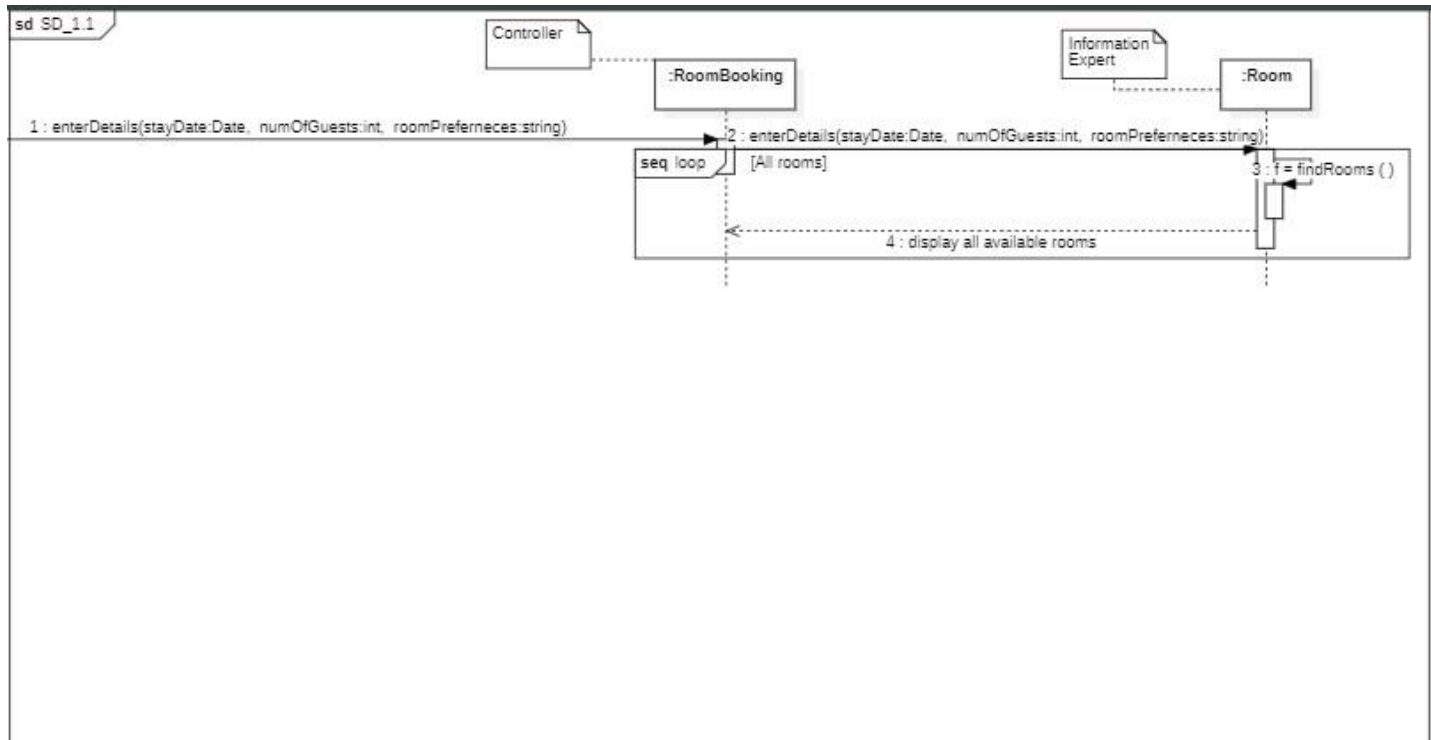 sd SD_1.1
Controller
Information
Expert
:RoomBooking
:Room
1 : enterDetails(stayDate:Date, numOfGuests:int, roomPreferneces:string)
2 : enterDetails(stayDate:Date, numOfGuests:int, roomPreferneces:string)
seq loop
[All rooms]
3 : f = findRooms ( )
4 : display all available rooms